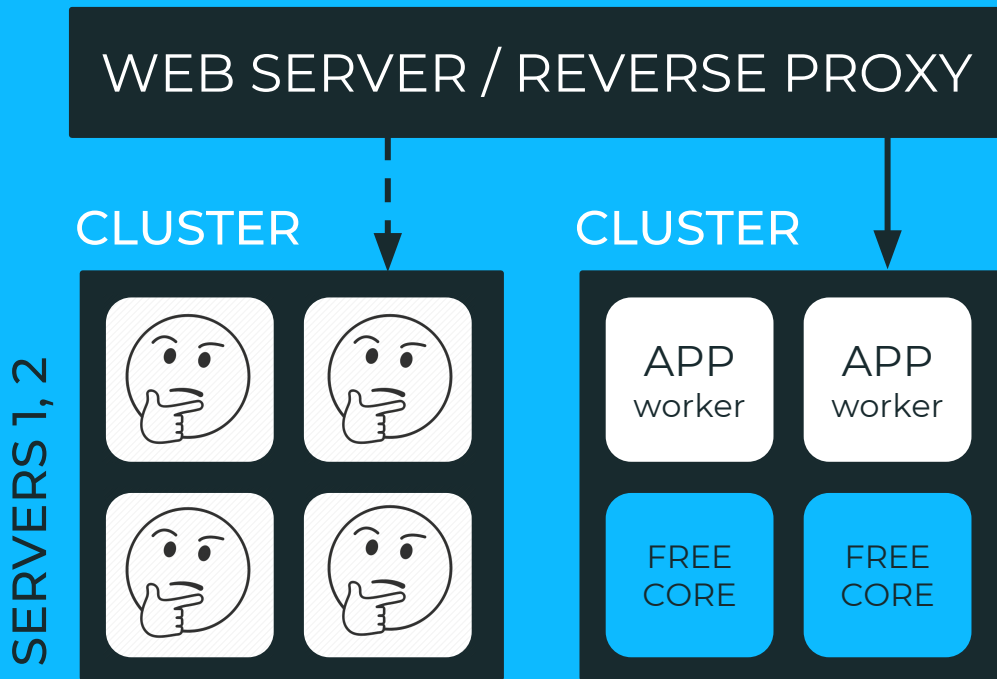 WEB SERVER / REVERSE PROXY
CLUSTER
CLUSTER
SERVERS 1, 2
APP
worker
APP
worker
FREE
CORE
FREE
CORE